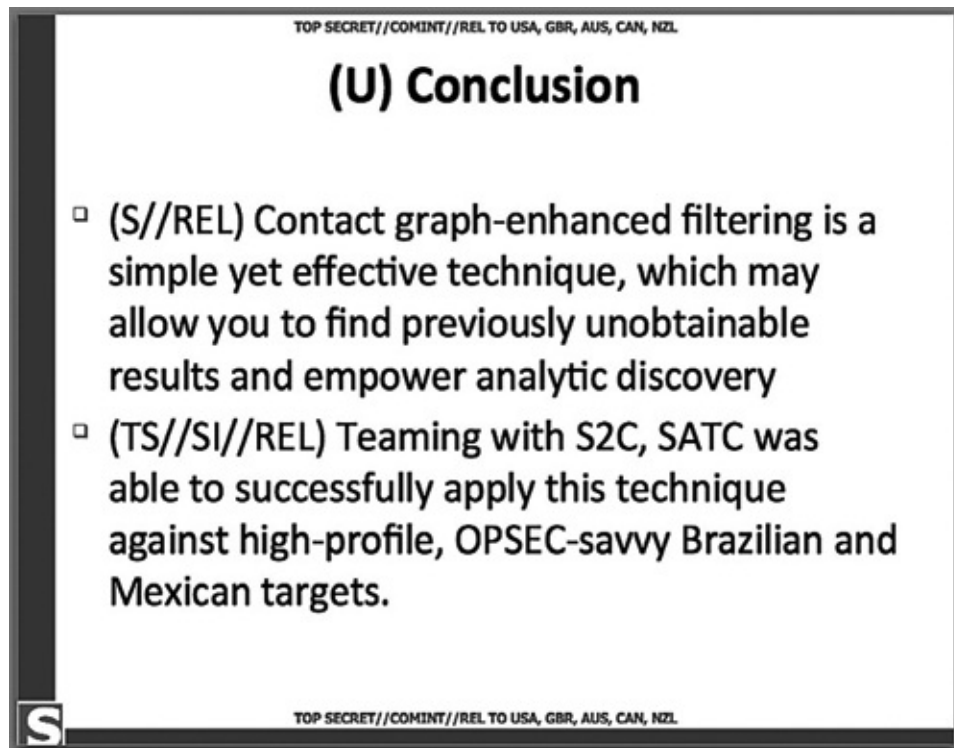 TOP SECRET//COMINT//REL TO USA, GBR, AUS, CAN, NZL
(U) Conclusion
(S//REL) Contact graph-enhanced filtering is a
simple yet effective technique, which may
allow you to find previously unobtainable
results and empower analytic discovery
(TS//SI//REL) Teaming with S2C, SATC was
able to successfully apply this technique
against high-profile, OPSEC-savvy Brazilian and
Mexican targets.
S
TOP SECRET//COMINT//REL TO USA, GBR, AUS, CAN, NZL